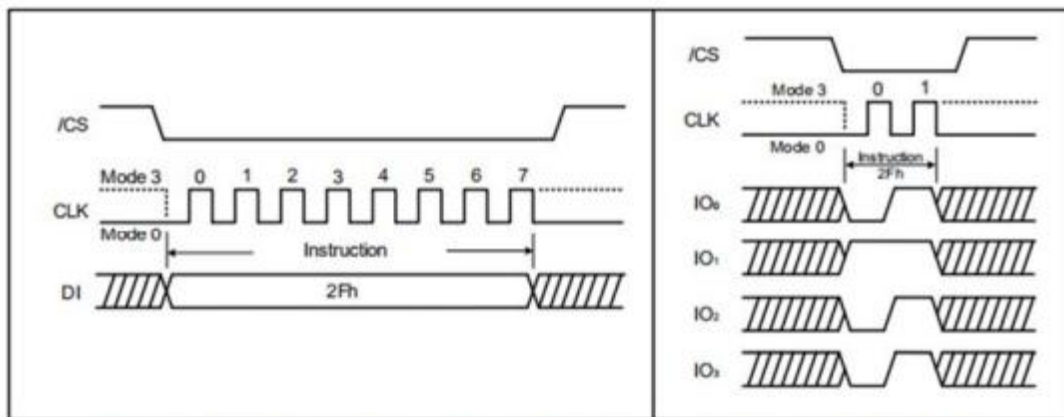 /CS
Mode 3
0 1 2 3 4 5 6 7
CLK
Mode 0
Instruction
DI
2Fh
/CS
Mode 3
0 1
CLK
Mode 0
Instruction
2Fh
IO₀
IO₁
IO₂
IO₃